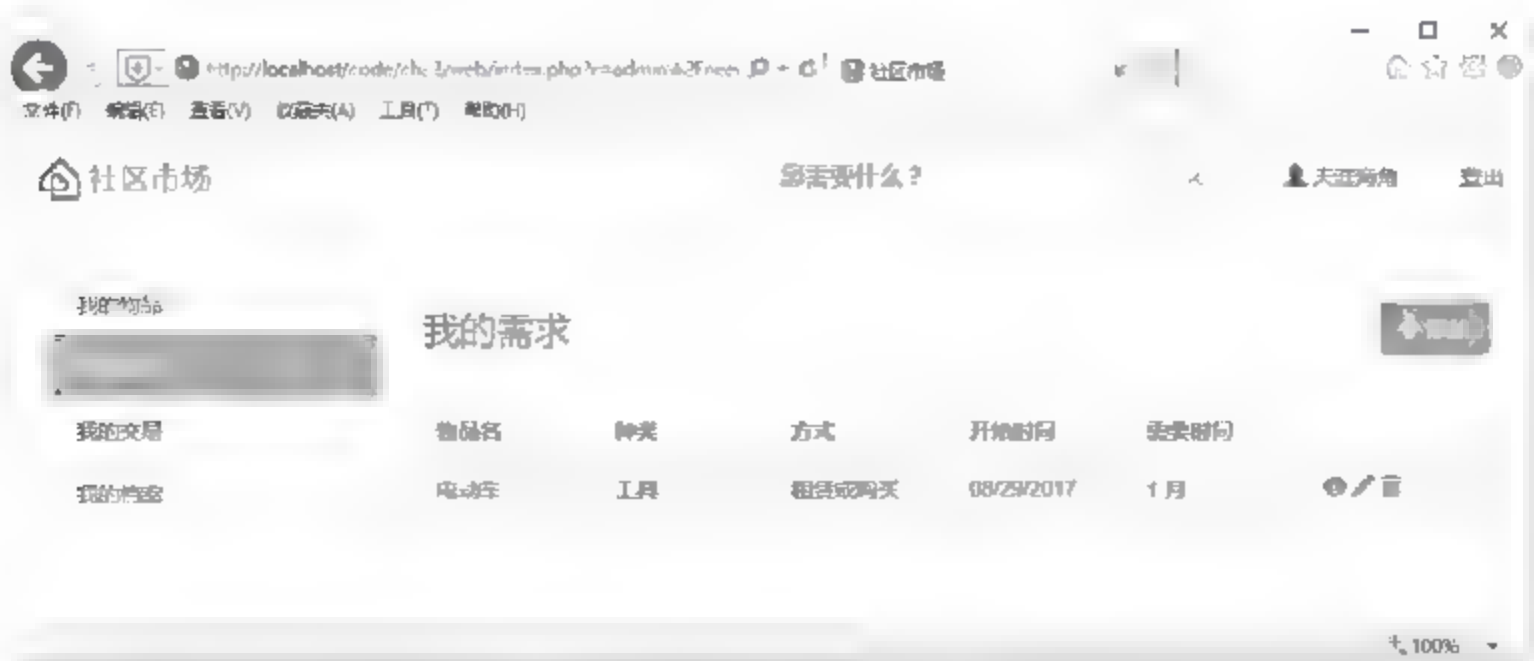 localhost 社区市场
文件(F) 编辑(E) 查看(V) 收藏夹(A) 工具(T) 帮助(H)
社区市场 您需要什么? 天涯海角 登出
我的物品
我的需求
我的交易 物品名 种类 方式 开始时间 需要时间
我的档案 电动车 工具 租赁或购买 08/29/2017 1 月
100%